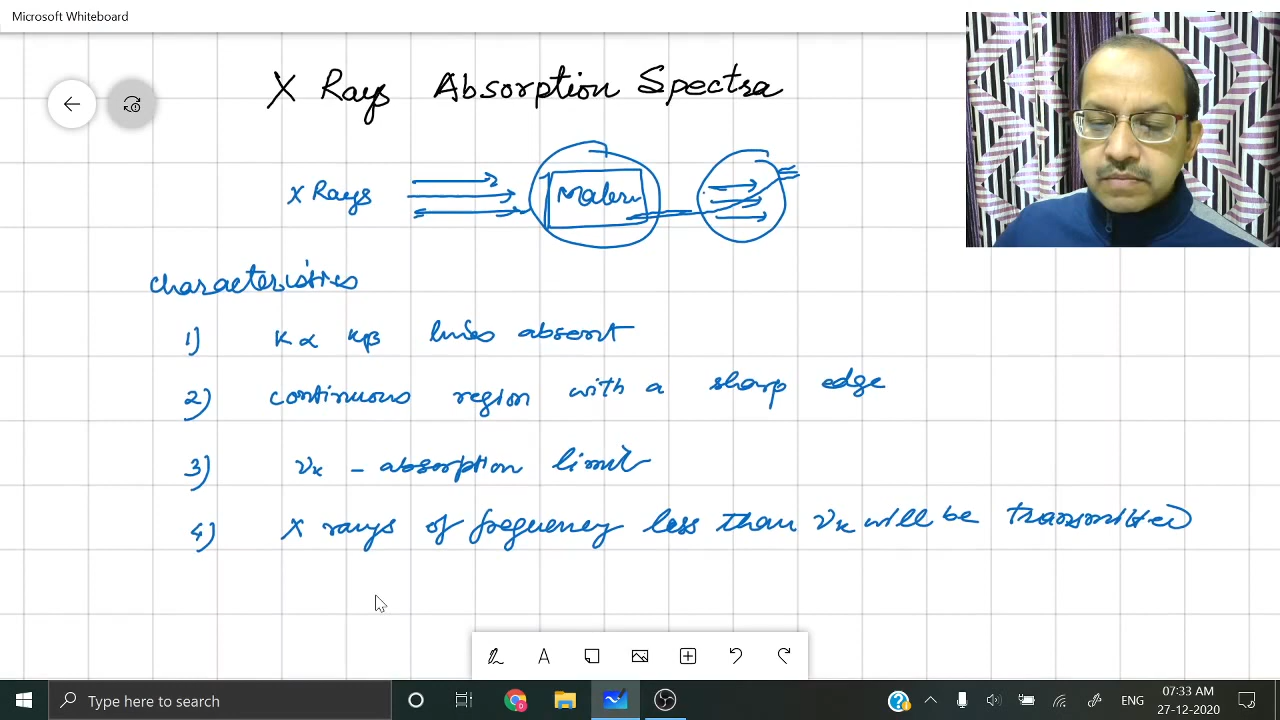 Microsoft Whiteboard
X Rays Absorption Spectra
X Rays
characteristics
1) Kα Kβ lines absent
2) continuous region with a sharp edge
3) νk - absorption limit
4) X rays of frequency less than νk will be transmitted
Type here to search
ENG
07:33 AM
27-12-2020